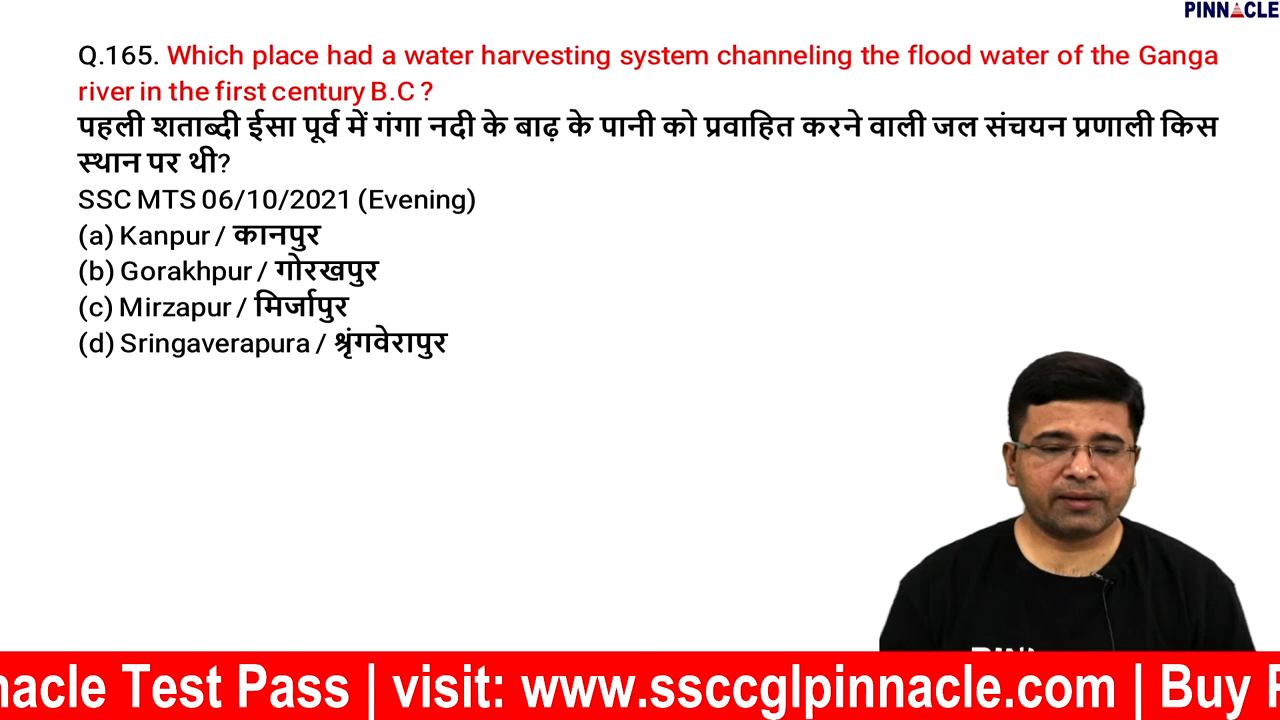 PINNACLE
Q.165. Which place had a water harvesting system channeling the flood water of the Ganga
river in the first century B.C ?
पहली शताब्दी ईसा पूर्व में गंगा नदी के बाढ़ के पानी को प्रवाहित करने वाली जल संचयन प्रणाली किस
स्थान पर थी?
SSC MTS 06/10/2021 (Evening)
(a) Kanpur / कानपुर
(b) Gorakhpur / गोरखपुर
(c) Mirzapur / मिर्जापुर
(d) Sringaverapura / श्रृंगवेरापुर
nacle Test Pass | visit: www.ssccglpinnacle.com | Buy